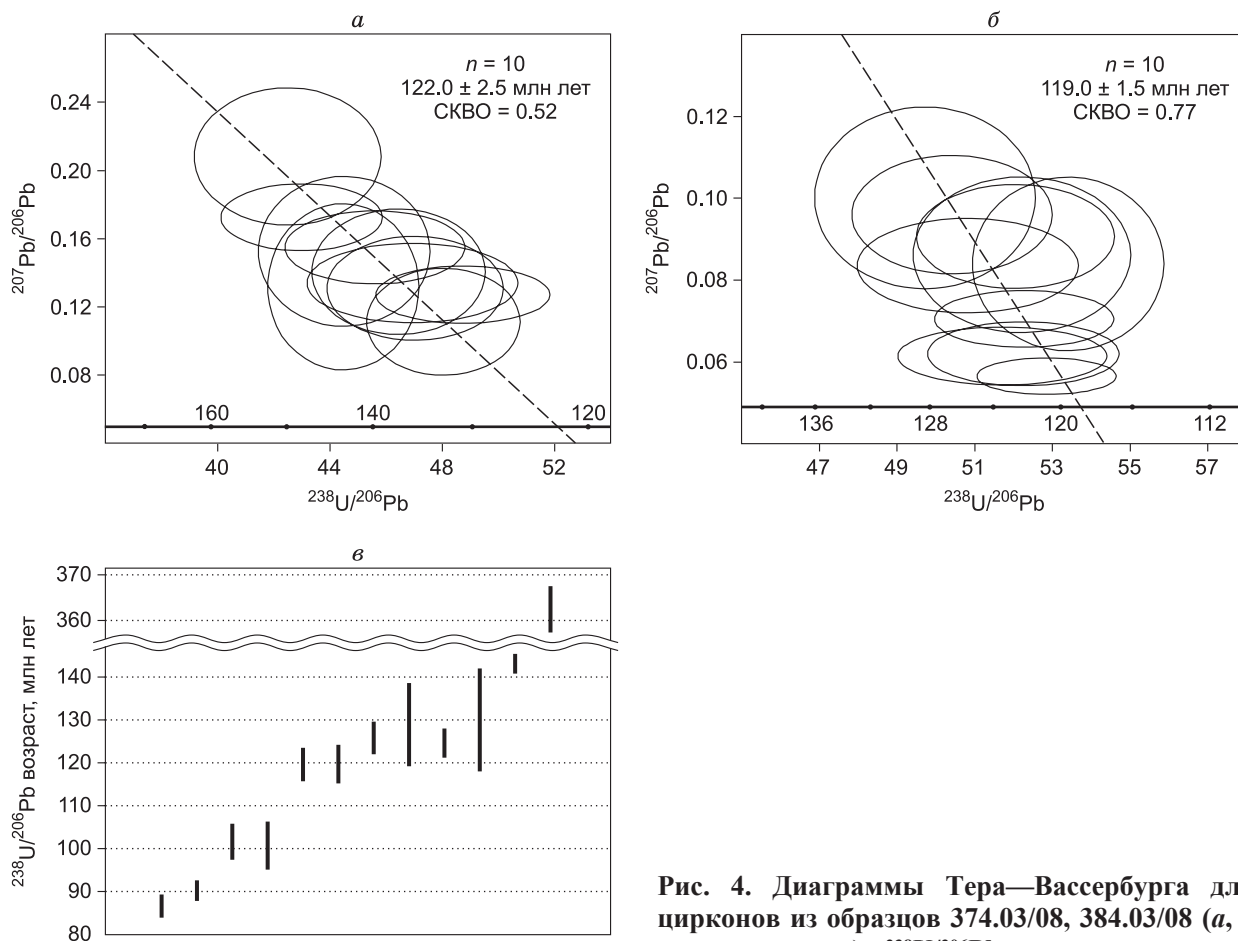 а
n = 10
122.0 ± 2.5 млн лет
СКВО = 0.52
0.24
0.20
0.16
0.12
0.08
207Pb/206Pb
160
140
120
40
44
48
52
238U/206Pb
б
n = 10
119.0 ± 1.5 млн лет
СКВО = 0.77
0.12
0.10
0.08
0.06
207Pb/206Pb
136
128
120
112
47
49
51
53
55
57
238U/206Pb
в
370
360
140
130
120
110
100
90
80
238U/206Pb возраст, млн лет
Рис. 4. Диаграммы Тера—Вассербурга дл
цирконов из образцов 374.03/08, 384.03/08 (а,